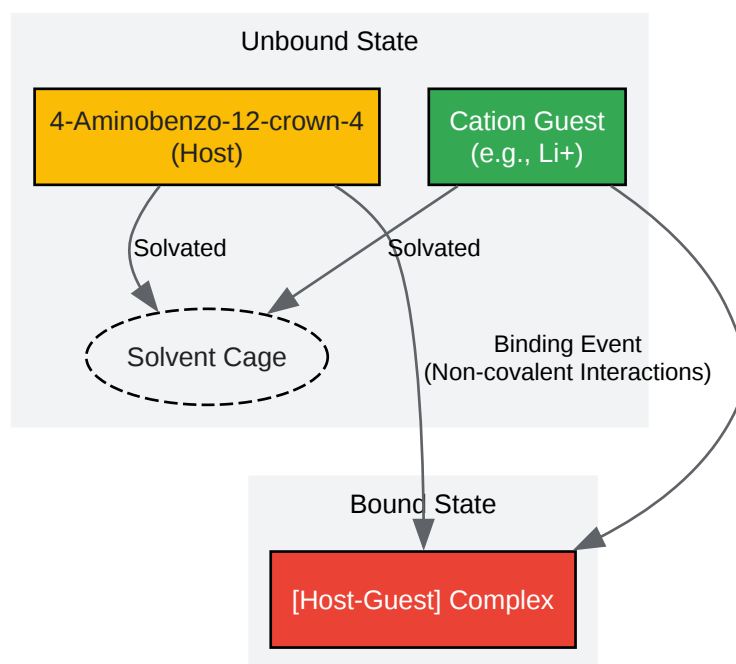 Unbound State
4-Aminobenzo-12-crown-4
(Host)
Cation Guest
(e.g., Li+)
Solvated
Solvated
Solvent Cage
Binding Event
(Non-covalent Interactions)
Bound State
[Host-Guest] Complex